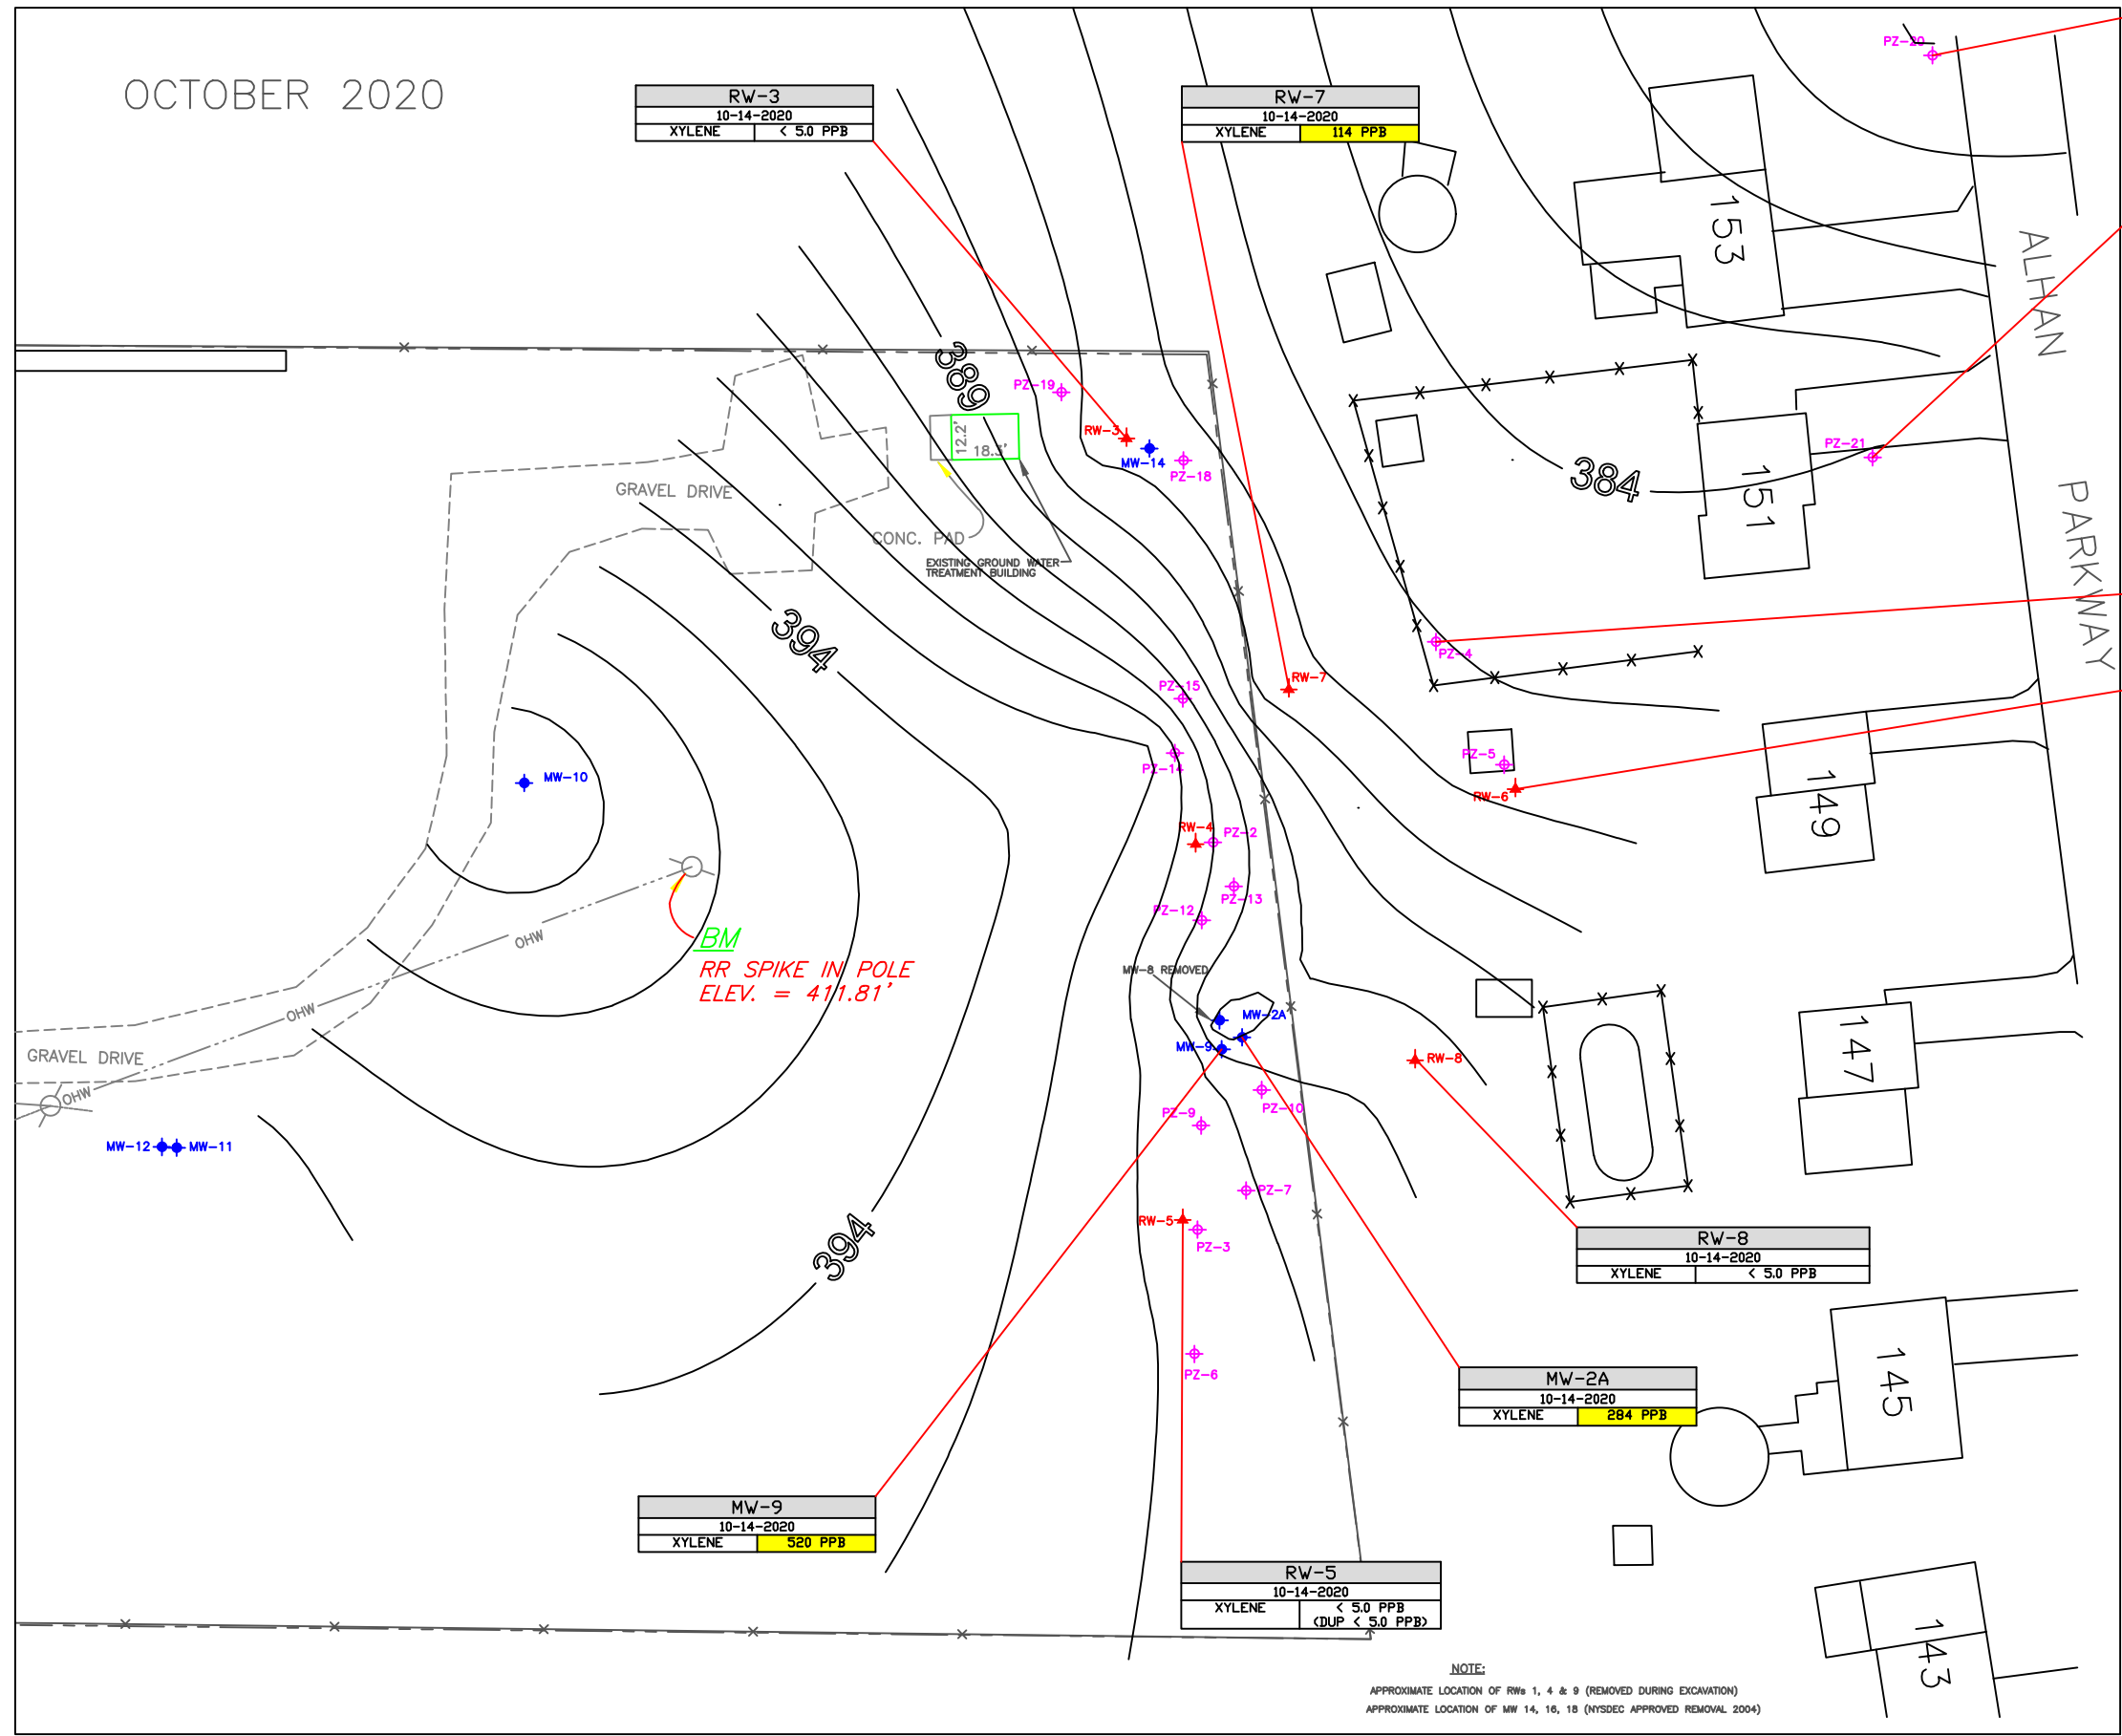 OCTOBER 2020
RW-3
10-14-2020
XYLENE < 5.0 PPB
RW-7
10-14-2020
XYLENE 114 PPB
PZ-20
153
ALHAN
PARKWAY
389
PZ-19
RW-3
MW-14
PZ-18
12.2'
18.3'
GRAVEL DRIVE
CONC. PAD
EXISTING GROUND WATER
TREATMENT BUILDING
384
PZ-21
151
394
PZ-4
PZ-15
RW-7
PZ-14
PZ-5
RW-6
149
MW-10
RW-4
PZ-2
PZ-13
PZ-12
OHW
BM
RR SPIKE IN POLE
ELEV. = 411.81'
MW-8 REMOVED
MW-2A
MW-9
RW-8
147
OHW
GRAVEL DRIVE
OHW
PZ-10
PZ-9
MW-12
MW-11
PZ-7
RW-5
PZ-3
394
RW-8
10-14-2020
XYLENE < 5.0 PPB
PZ-6
MW-2A
10-14-2020
XYLENE 284 PPB
145
MW-9
10-14-2020
XYLENE 520 PPB
RW-5
10-14-2020
XYLENE < 5.0 PPB
(DUP < 5.0 PPB)
143
NOTE:
APPROXIMATE LOCATION OF RWs 1, 4 & 9 (REMOVED DURING EXCAVATION)
APPROXIMATE LOCATION OF MW 14, 16, 18 (NYSDEC APPROVED REMOVAL 2004)